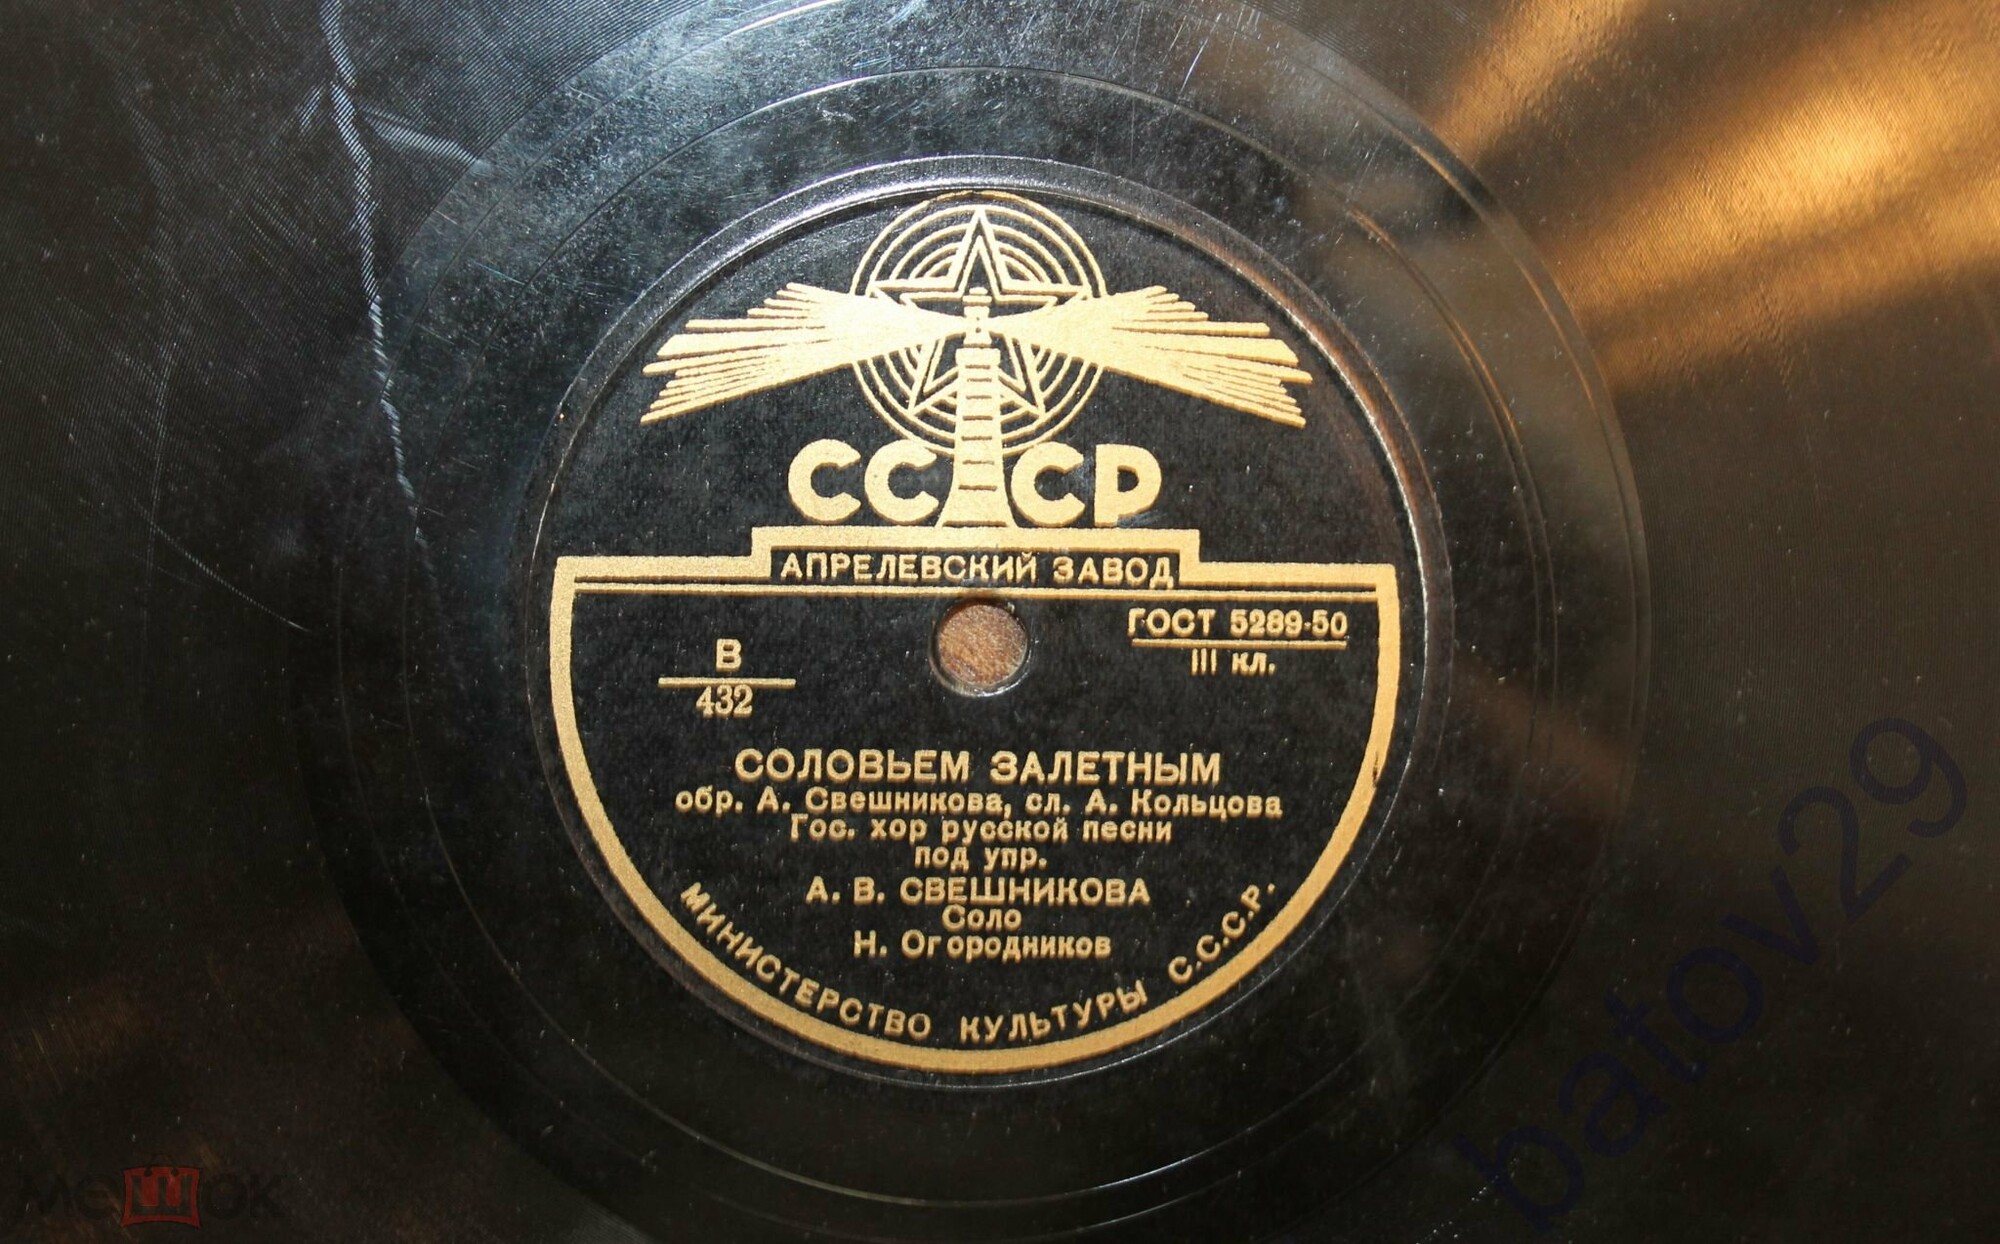 СССР
АПРЕЛЕВСКИЙ ЗАВОД
ГОСТ 5289-50
III кл.
В
432
СОЛОВЬЕМ ЗАЛЕТНЫМ
обр. А. Свешникова, сл. А. Кольцова
Гос. хор русской песни
под упр.
А. В. СВЕШНИКОВА
Соло
Н. Огородников
МИНИСТЕРСТВО КУЛЬТУРЫ С.С.С.Р.
мешок
batov29